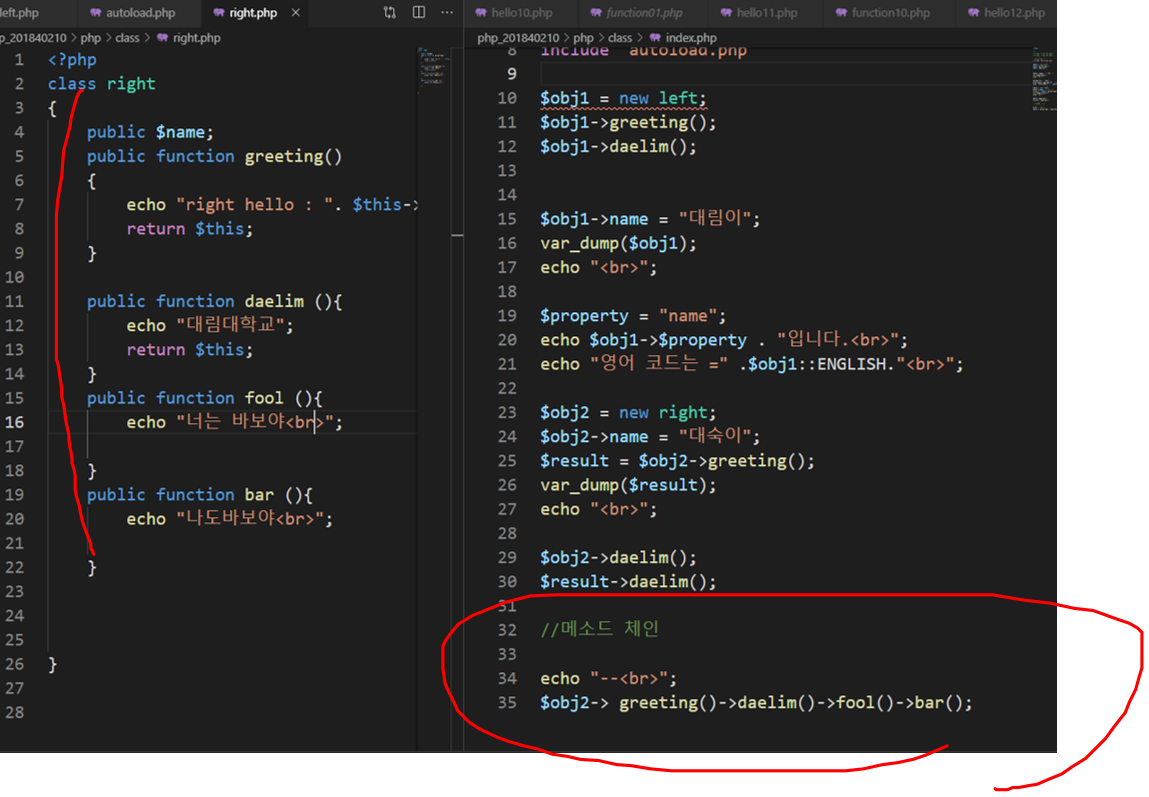 left.php autoload.php right.php
p_201840210 > php > class > right.php
1 <?php
2 class right
3 {
4 public $name;
5 public function greeting()
6 {
7 echo "right hello : ". $this->
8 return $this;
9 }
10
11 public function daelim (){
12 echo "대림대학교";
13 return $this;
14 }
15 public function fool (){
16 echo "너는 바보야<br>";
17
18 }
19 public function bar (){
20 echo "나도바보야<br>";
21
22 }
23
24
25
26 }
27
28
hello10.php function01.php hello11.php function10.php hello12.php
php_201840210 > php > class > index.php
8 include "autoload.php"
9
10 $obj1 = new left;
11 $obj1->greeting();
12 $obj1->daelim();
13
14
15 $obj1->name = "대림이";
16 var_dump($obj1);
17 echo "<br>";
18
19 $property = "name";
20 echo $obj1->$property . "입니다.<br>";
21 echo "영어 코드는 =" .$obj1::ENGLISH."<br>";
22
23 $obj2 = new right;
24 $obj2->name = "대숙이";
25 $result = $obj2->greeting();
26 var_dump($result);
27 echo "<br>";
28
29 $obj2->daelim();
30 $result->daelim();
31
32 //메소드 체인
33
34 echo "--<br>";
35 $obj2-> greeting()->daelim()->fool()->bar();